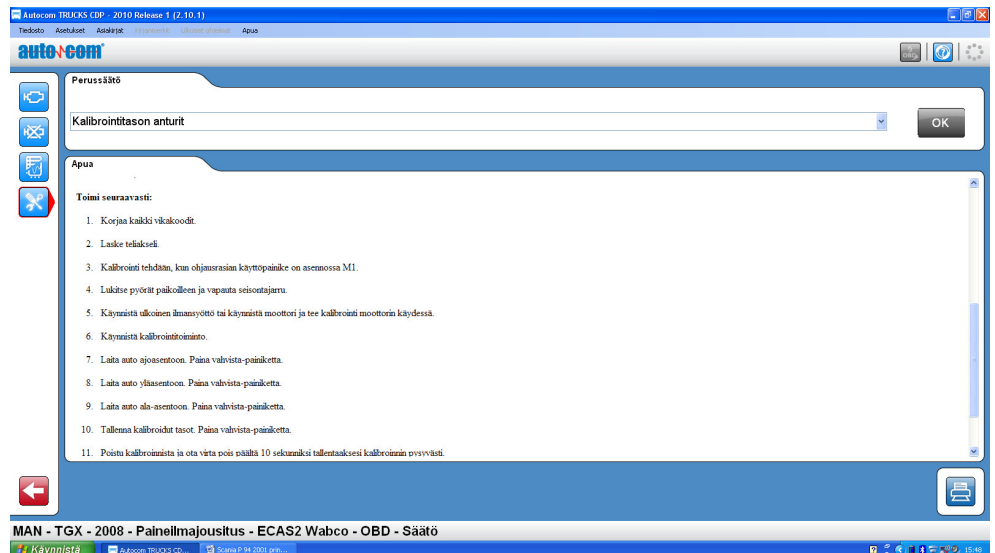 Autocom TRUCKS CDP - 2010 Release 1 (2.10.1)
Tiedosto Asetukset Asiakirjat Apua
auto com
OBD
Perussäätö
Kalibrointitason anturit
OK
Apua
Toimi seuraavasti:
1. Korjaa kaikki vikakoodit.
2. Laske teliakseli.
3. Kalibrointi tehdään, kun ohjausrasian käyttöpainike on asennossa M1.
4. Lukitse pyörät paikoilleen ja vapauta seisontajarru.
5. Käynnistä ulkoinen ilmansyöttö tai käynnistä moottori ja tee kalibrointi moottorin käydessä.
6. Käynnistä kalibrointitoiminto.
7. Laita auto ajoasentoon. Paina vahvista-painiketta.
8. Laita auto yläasentoon. Paina vahvista-painiketta.
9. Laita auto ala-asentoon. Paina vahvista-painiketta.
10. Tallenna kalibroidut tasot. Paina vahvista-painiketta.
11. Poistu kalibroinnista ja ota virta pois päältä 10 sekunniksi tallentaaksesi kalibroinnin pysyvästi.
MAN - TGX - 2008 - Paineilmajousitus - ECAS2 Wabco - OBD - Säätö
Käynnistä Autocom TRUCKS CD... Scania P 94 2001 prin... 15:48